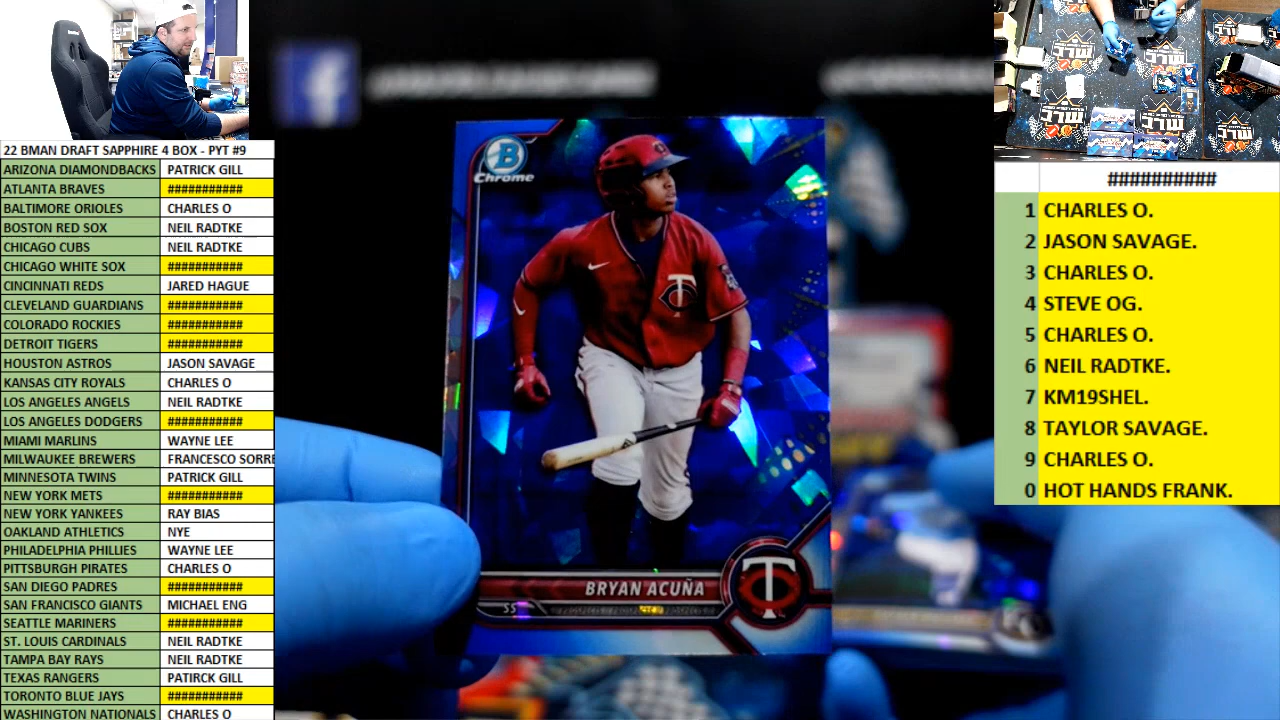 22 BMAN DRAFT SAPPHIRE 4 BOX - PYT #9
ARIZONA DIAMONDBACKS PATRICK GILL
ATLANTA BRAVES ###########
BALTIMORE ORIOLES CHARLES O
BOSTON RED SOX NEIL RADTKE
CHICAGO CUBS NEIL RADTKE
CHICAGO WHITE SOX ###########
CINCINNATI REDS JARED HAGUE
CLEVELAND GUARDIANS ###########
COLORADO ROCKIES ###########
DETROIT TIGERS ###########
HOUSTON ASTROS JASON SAVAGE
KANSAS CITY ROYALS CHARLES O
LOS ANGELES ANGELS NEIL RADTKE
LOS ANGELES DODGERS ###########
MIAMI MARLINS WAYNE LEE
MILWAUKEE BREWERS FRANCESCO SORRE
MINNESOTA TWINS PATRICK GILL
NEW YORK METS ###########
NEW YORK YANKEES RAY BIAS
OAKLAND ATHLETICS NYE
PHILADELPHIA PHILLIES WAYNE LEE
PITTSBURGH PIRATES CHARLES O
SAN DIEGO PADRES ###########
SAN FRANCISCO GIANTS MICHAEL ENG
SEATTLE MARINERS ###########
ST. LOUIS CARDINALS NEIL RADTKE
TAMPA BAY RAYS NEIL RADTKE
TEXAS RANGERS PATIRCK GILL
TORONTO BLUE JAYS ###########
WASHINGTON NATIONALS CHARLES O
B
Chrome
T
BRYAN ACUÑA
SS PROSPECTS PROSPECTS PROSPECTS
T
##########
1 CHARLES O.
2 JASON SAVAGE.
3 CHARLES O.
4 STEVE OG.
5 CHARLES O.
6 NEIL RADTKE.
7 KM19SHEL.
8 TAYLOR SAVAGE.
9 CHARLES O.
0 HOT HANDS FRANK.